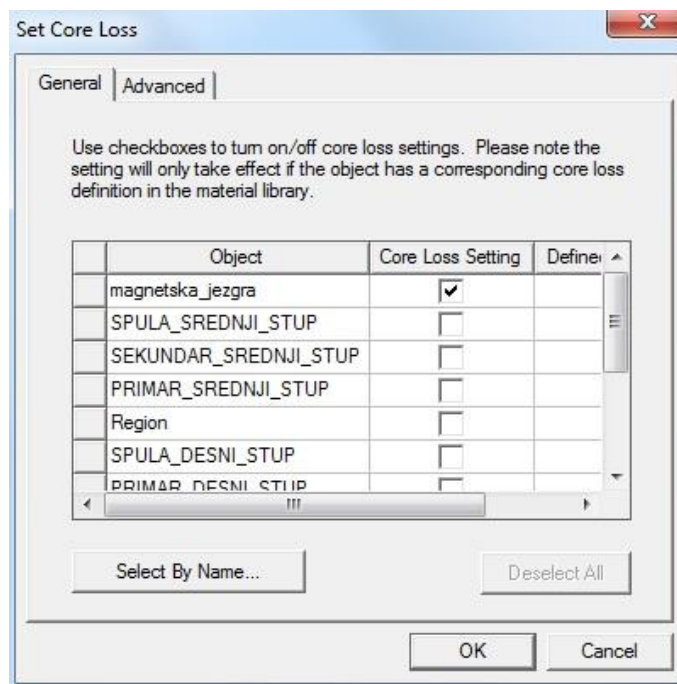 Set Core Loss
General Advanced
Use checkboxes to turn on/off core loss settings. Please note the
setting will only take effect if the object has a corresponding core loss
definition in the material library.
Object Core Loss Setting
magnetska_jezgra
SPULA_SREDNJI_STUP
SEKUNDAR_SREDNJI_STUP
PRIMAR_SREDNJI_STUP
Region
SPULA_DESNI_STUP
PRIMAR_DESNI_STUP
Select By Name... Deselect All
OK Cancel